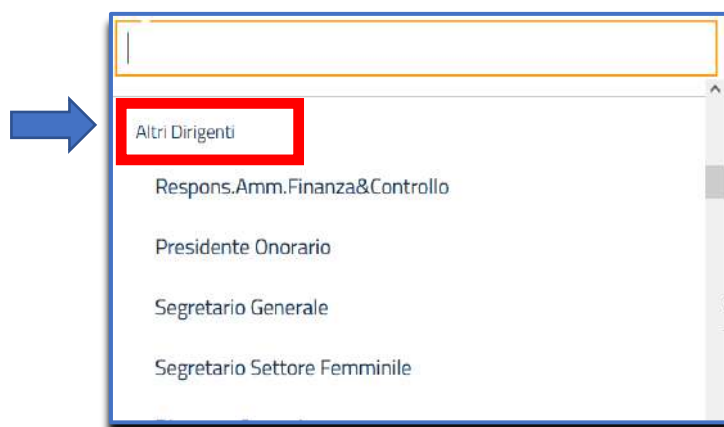 Altri Dirigenti
Respons.Amm.Finanza&Controllo
Presidente Onorario
Segretario Generale
Segretario Settore Femminile